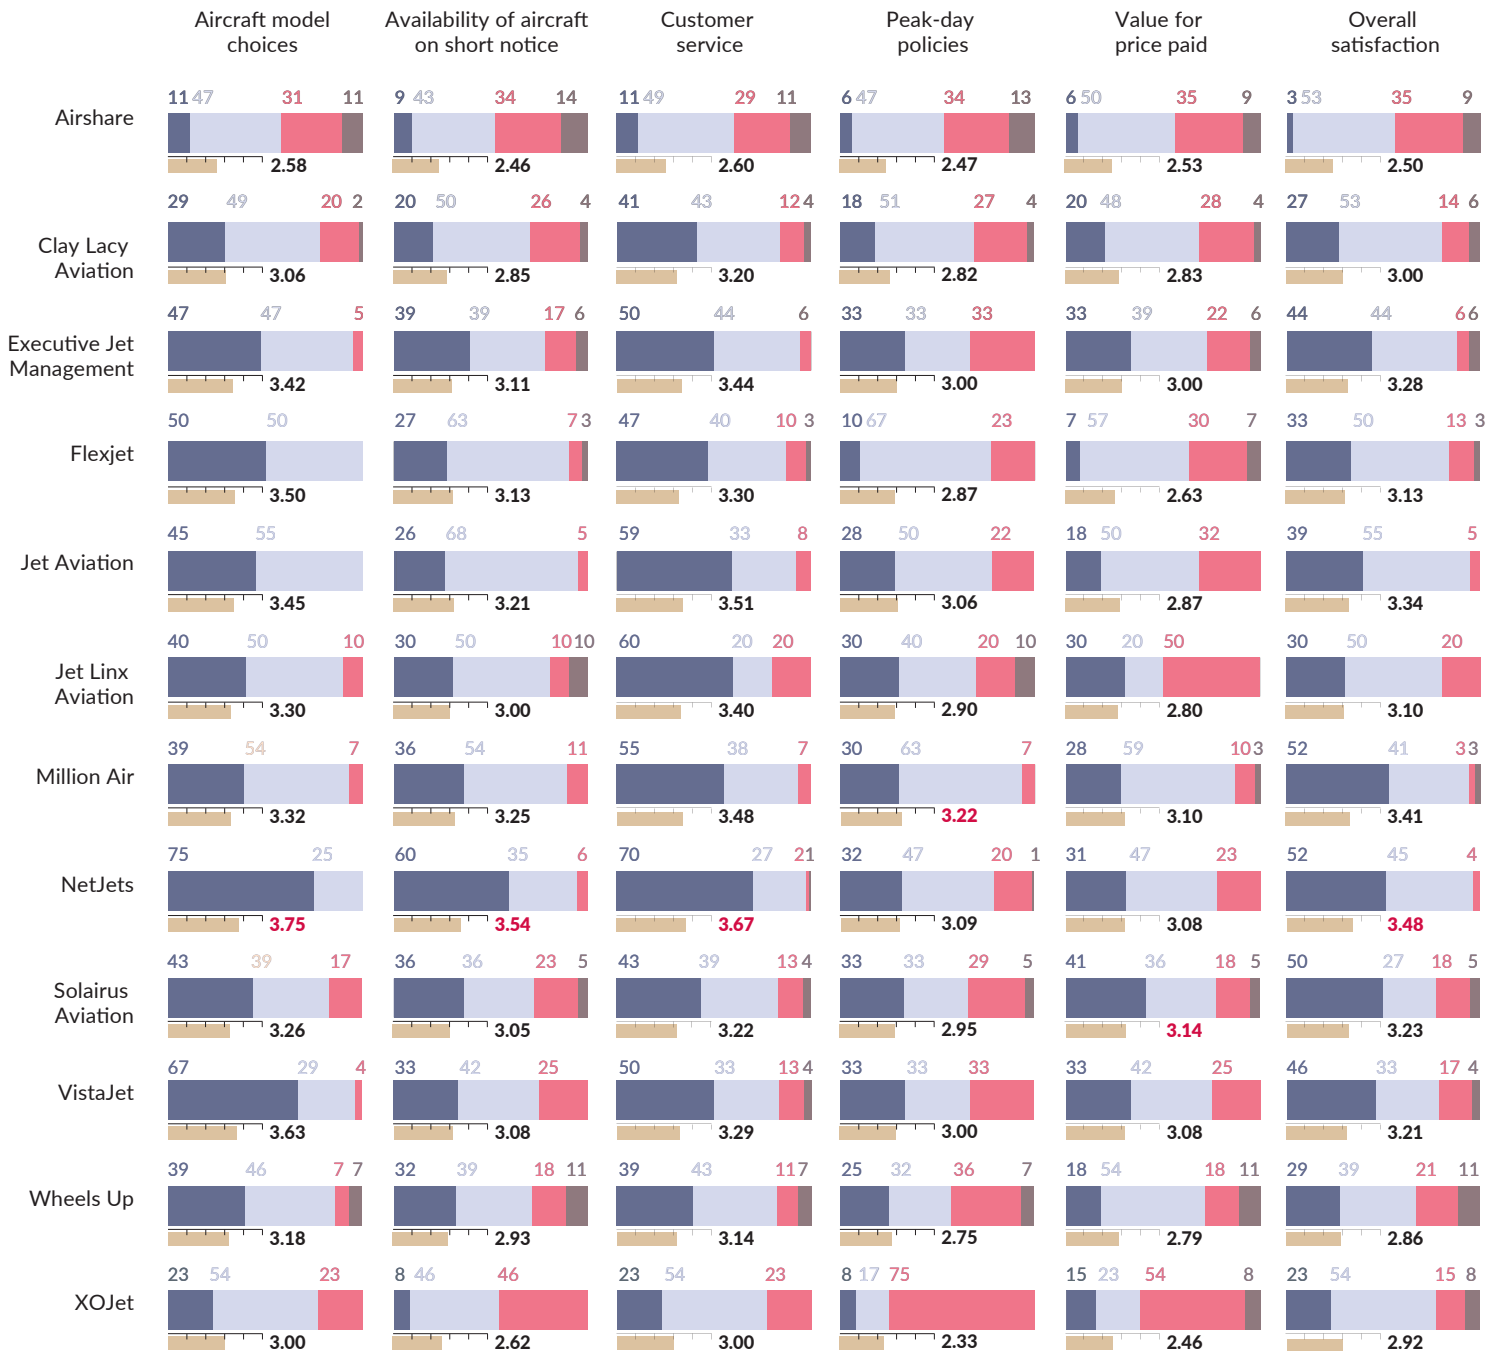 Aircraft model choices
Availability of aircraft on short notice
Customer service
Peak-day policies
Value for price paid
Overall satisfaction
Airshare
11 47 31 11
9 43 34 14
11 49 29 11
6 47 34 13
6 50 35 9
3 53 35 9
2.58 2.46 2.60 2.47 2.53 2.50
Clay Lacy Aviation
29 49 20 2
20 50 26 4
41 43 12 4
18 51 27 4
20 48 28 4
27 53 14 6
3.06 2.85 3.20 2.82 2.83 3.00
Executive Jet Management
47 47 5
39 39 17 6
50 44 6
33 33 33
33 39 22 6
44 44 6 6
3.42 3.11 3.44 3.00 3.00 3.28
Flexjet
50 50
27 63 7 3
47 40 10 3
10 67 23
7 57 30 7
33 50 13 3
3.50 3.13 3.30 2.87 2.63 3.13
Jet Aviation
45 55
26 68 5
59 33 8
28 50 22
18 50 32
39 55 5
3.45 3.21 3.51 3.06 2.87 3.34
Jet Linx Aviation
40 50 10
30 50 10 10
60 20 20
30 40 20 10
30 20 50
30 50 20
3.30 3.00 3.40 2.90 2.80 3.10
Million Air
39 54 7
36 54 11
55 38 7
30 63 7
28 59 10 3
52 41 3 3
3.32 3.25 3.48 3.22 3.10 3.41
NetJets
75 25
60 35 6
70 27 2 1
32 47 20 1
31 47 23
52 45 4
3.75 3.54 3.67 3.09 3.08 3.48
Solairus Aviation
43 39 17
36 36 23 5
43 39 13 4
33 33 29 5
41 36 18 5
50 27 18 5
3.26 3.05 3.22 2.95 3.14 3.23
VistaJet
67 29 4
33 42 25
50 33 13 4
33 33 33
33 42 25
46 33 17 4
3.63 3.08 3.29 3.00 3.08 3.21
Wheels Up
39 46 7 7
32 39 18 11
39 43 11 7
25 32 36 7
18 54 18 11
29 39 21 11
3.18 2.93 3.14 2.75 2.79 2.86
XOJet
23 54 23
8 46 46
23 54 23
8 17 75
15 23 54 8
23 54 15 8
3.00 2.62 3.00 2.33 2.46 2.92